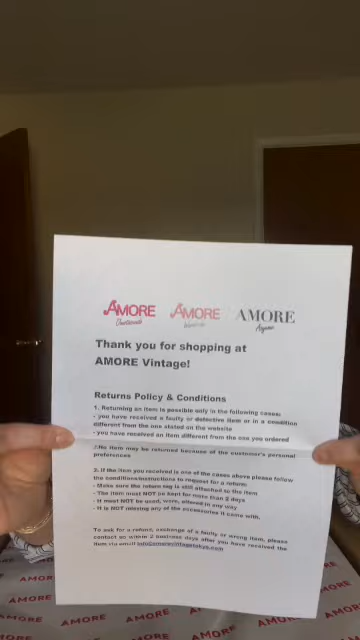 AMORE AMORE AMORE
Thank you for shopping at
AMORE Vintage!
Returns Policy & Conditions
1. Returning an item is possible only in the following cases:
- you have received a faulty or defective item or in a condition
different from the one stated on the website
- you have received an item different from the one you ordered
No item may be returned because of the customer's personal
preferences
2. If the item you received is one of the cases above please follow
the conditions/instructions to request for a return:
- Make sure the return tag is still attached to the item
- The item must NOT be kept for more than 2 days
- It must NOT be used, worn, altered in any way
- It is NOT missing any of the accessories it came with.
To ask for a refund, exchange of a faulty or wrong item, please
contact us within 2 business days after you have received the
item via email
AMORE
AMORE
AMORE
AMORE